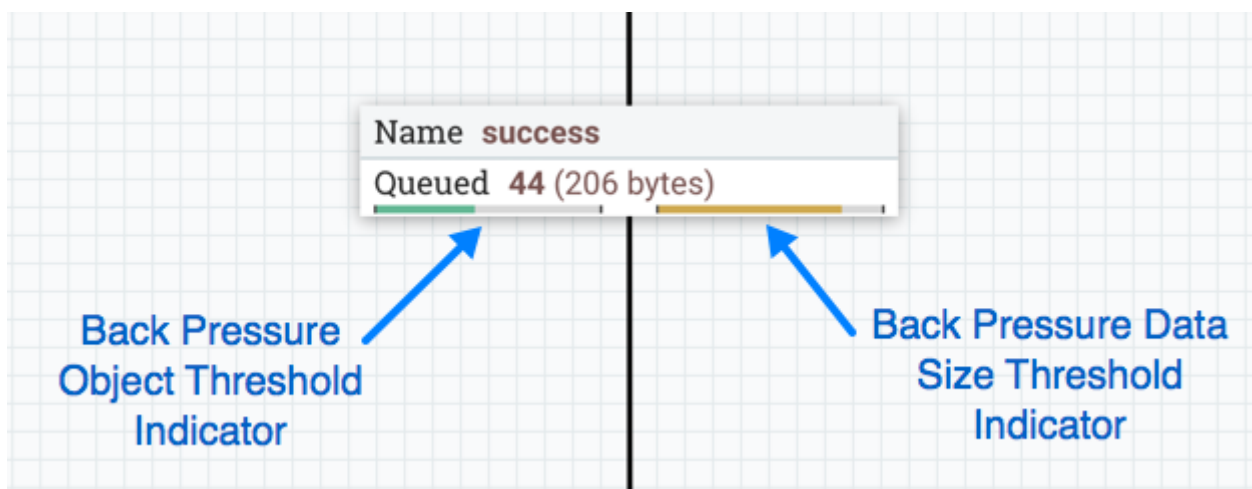 Name success
Queued 44 (206 bytes)
Back Pressure
Object Threshold
Indicator
Back Pressure Data
Size Threshold
Indicator